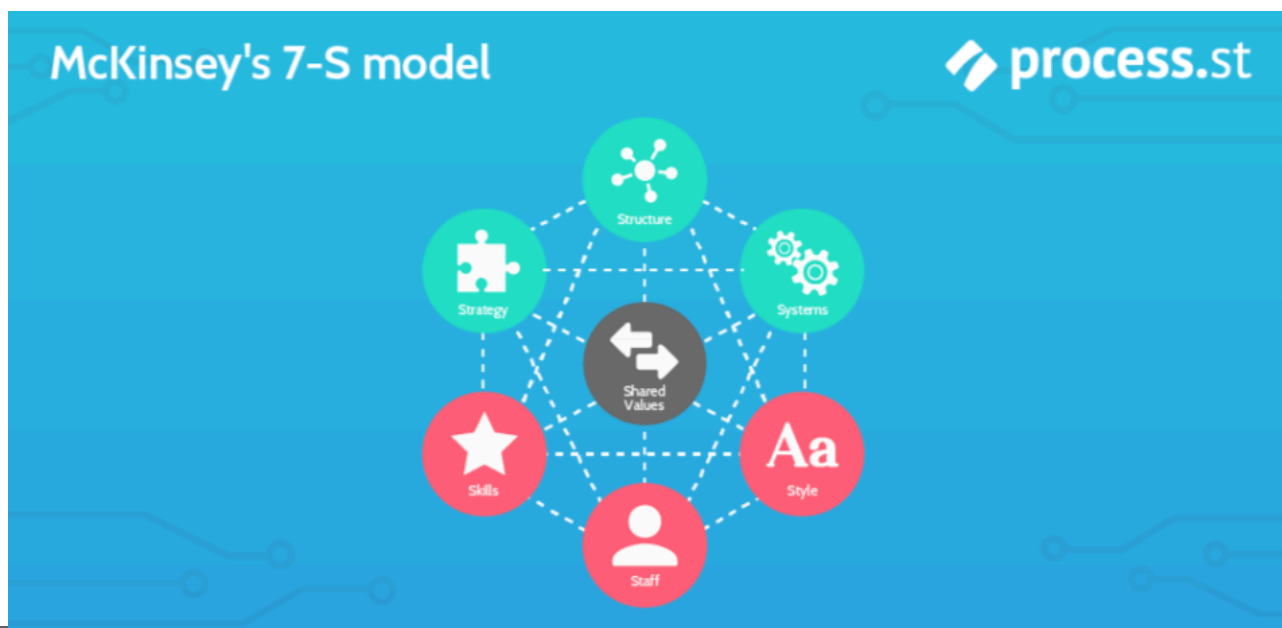 McKinsey's 7-S model
process.st
Structure
Strategy
Systems
Shared
Values
Skills
Aa
Style
Staff